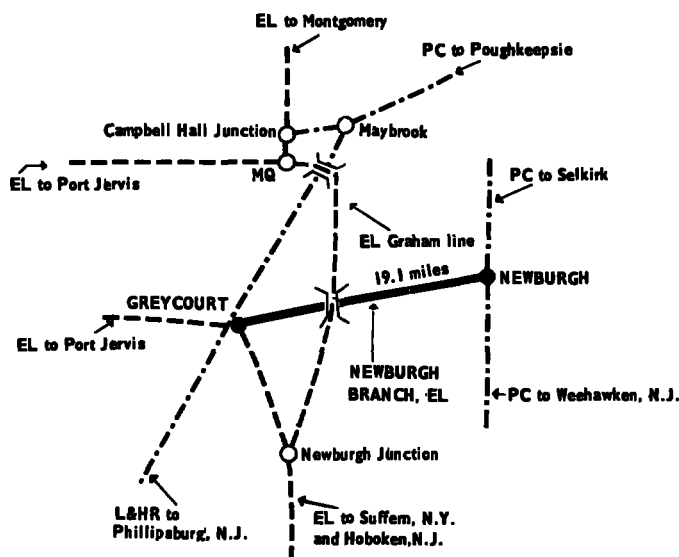 EL to Montgomery
PC to Poughkeepsie
Campbell Hall Junction
Maybrook
EL to Port Jervis
MQ
PC to Selkirk
EL Graham line
19.1 miles
NEWBURGH
GREYCOURT
EL to Port Jervis
NEWBURGH
BRANCH, EL
PC to Weehawken, N.J.
Newburgh Junction
L&HR to
Phillipsburg, N.J.
EL to Suffern, N.Y.
and Hoboken, N.J.